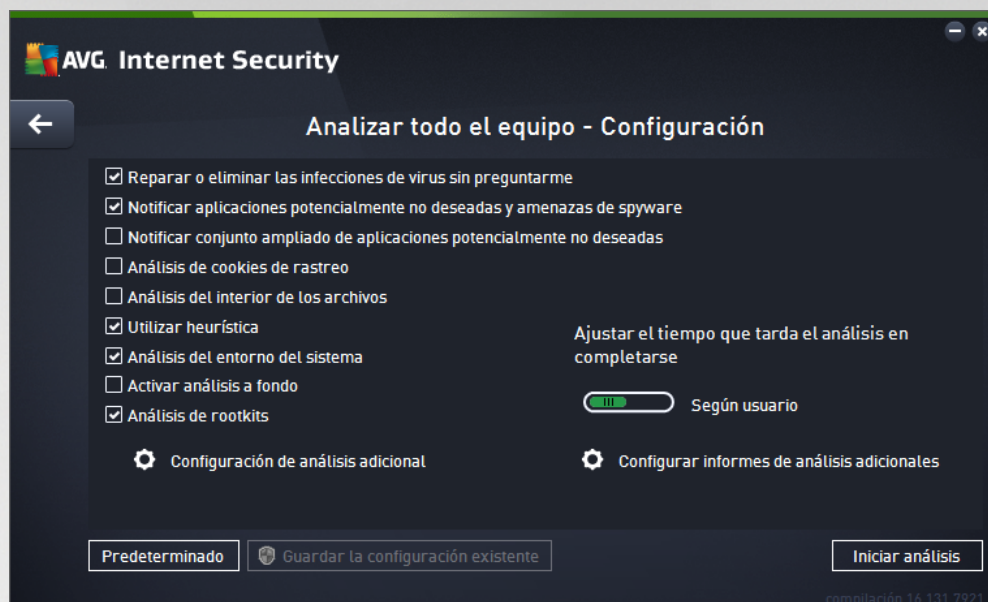 AVG. Internet Security
Analizar todo el equipo - Configuración
Reparar o eliminar las infecciones de virus sin preguntarme
Notificar aplicaciones potencialmente no deseadas y amenazas de spyware
Notificar conjunto ampliado de aplicaciones potencialmente no deseadas
Análisis de cookies de rastreo
Análisis del interior de los archivos
Utilizar heurística
Análisis del entorno del sistema
Activar análisis a fondo
Análisis de rootkits
Ajustar el tiempo que tarda el análisis en
completarse
Según usuario
Configuración de análisis adicional
Configurar informes de análisis adicionales
Predeterminado
Guardar la configuración existente
Iniciar análisis
compilación 16.131.7921